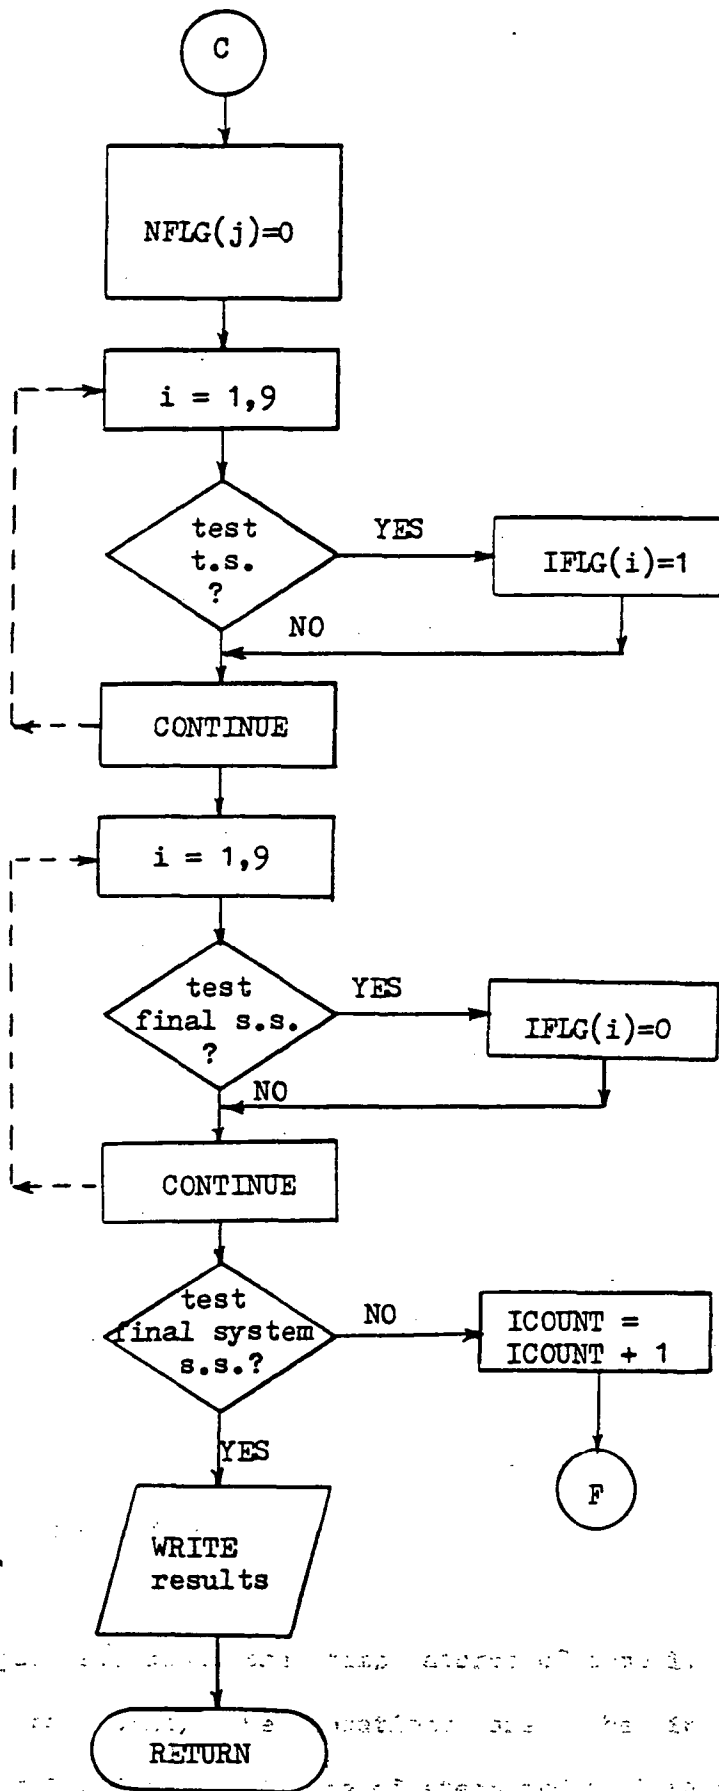 C
NFLG(j)=0
i = 1,9
test
t.s.
?
YES
IFLG(i)=1
NO
CONTINUE
i = 1,9
test
final s.s.
?
YES
IFLG(i)=0
NO
CONTINUE
test
final system
s.s.?
NO
ICOUNT =
ICOUNT + 1
YES
F
WRITE
results
RETURN